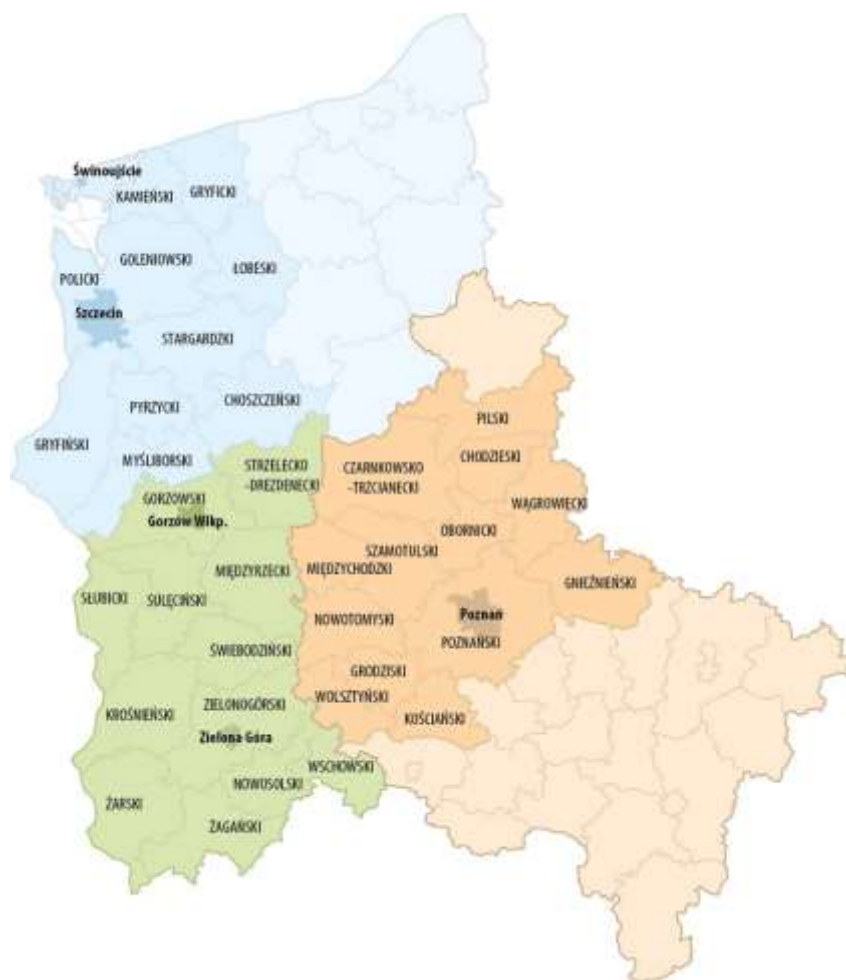 Świnoujście
KAMIEŃSKI
GRYFICKI
GOLENIOWSKI
ŁOBESKI
POLICKI
Szczecin
STARGARDZKI
PYRZYCKI
CHOSZCZEŃSKI
GRYFIŃSKI
MYŚLIBORSKI
PILSKI
CHODZIESKI
STRZELECKO
-DREZDENECKI
CZARNKOWSKO
-TRZCIANECKI
GORZOWSKI
Gorzów Wlkp.
WĄGROWIECKI
OBORNICKI
SZAMOTULSKI
MIĘDZYRZECKI
MIĘDZYCHODZKI
GNIEŹNIEŃSKI
SŁUBICKI
SULĘCIŃSKI
NOWOTOMYSKI
Poznań
POZNAŃSKI
ŚWIEBODZIŃSKI
GRODZISKI
WOLSZTYŃSKI
KOŚCIAŃSKI
KROŚNIEŃSKI
ZIELONOGÓRSKI
Zielona Góra
WSCHOWSKI
NOWOSOLSKI
ŻARSKI
ŻAGAŃSKI